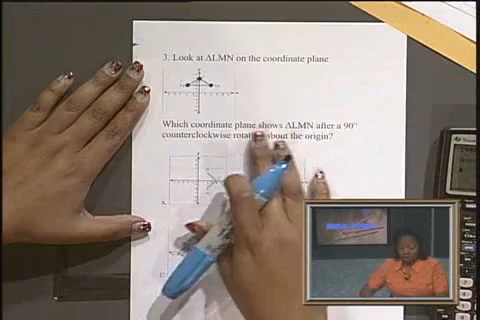 3. Look at ΔLMN on the coordinate plane
Which coordinate plane shows ΔLMN after a 90°
counterclockwise about the origin?
A.
C.